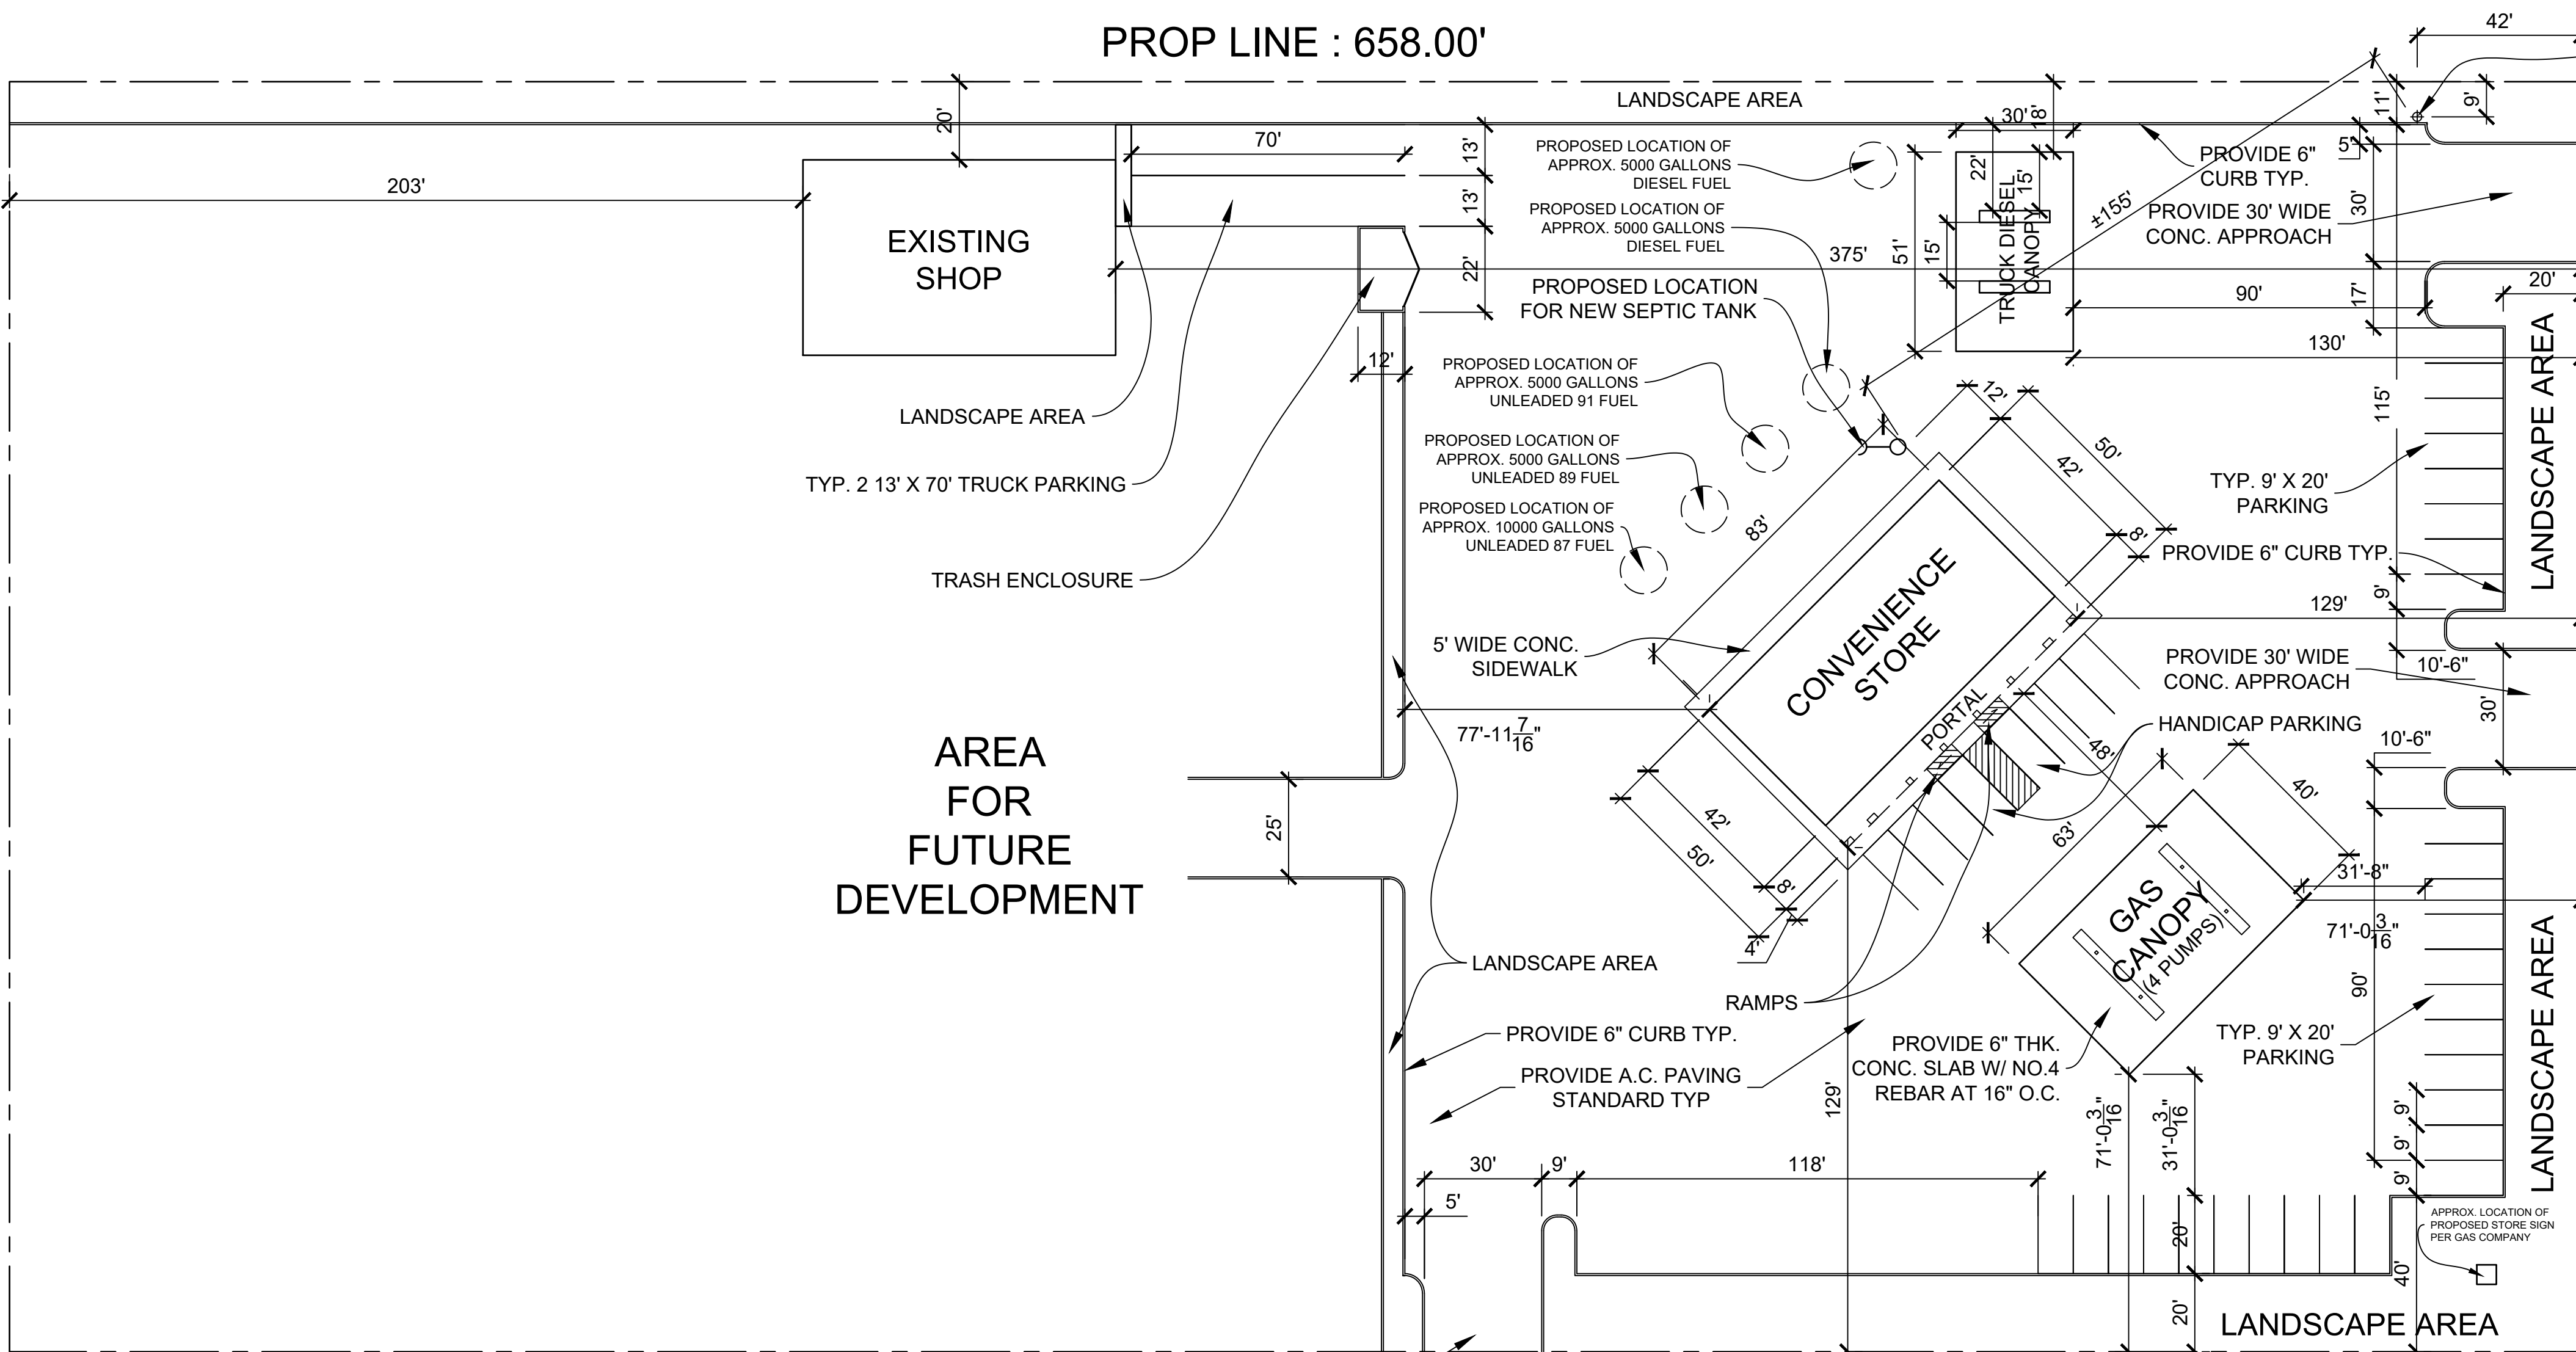 PROP LINE : 658.00'
42'
LANDSCAPE AREA
20'
203'
EXISTING
SHOP
70'
13'
13'
22'
12'
PROPOSED LOCATION OF
APPROX. 5000 GALLONS
DIESEL FUEL
PROPOSED LOCATION OF
APPROX. 5000 GALLONS
DIESEL FUEL
PROPOSED LOCATION
FOR NEW SEPTIC TANK
375'
30'
18'
22'
15'
51'
15'
TRUCK DIESEL
CANOPY
±155'
11'
9'
5'
PROVIDE 6"
CURB TYP.
PROVIDE 30' WIDE
CONC. APPROACH
30'
17'
20'
90'
130'
115'
LANDSCAPE AREA
LANDSCAPE AREA
TYP. 2 13' X 70' TRUCK PARKING
TRASH ENCLOSURE
PROPOSED LOCATION OF
APPROX. 5000 GALLONS
UNLEADED 91 FUEL
PROPOSED LOCATION OF
APPROX. 5000 GALLONS
UNLEADED 89 FUEL
PROPOSED LOCATION OF
APPROX. 10000 GALLONS
UNLEADED 87 FUEL
12'
50'
42'
8'
83'
TYP. 9' X 20'
PARKING
PROVIDE 6" CURB TYP.
9'
129'
10'-6"
5' WIDE CONC.
SIDEWALK
CONVENIENCE
STORE
PORTAL
PROVIDE 30' WIDE
CONC. APPROACH
30'
HANDICAP PARKING
10'-6"
77'-11 7/16"
48'
40'
63'
42'
50'
8'
4'
AREA
FOR
FUTURE
DEVELOPMENT
25'
GAS
CANOPY
(4 PUMPS)
31'-8"
71'-0 3/16"
90'
LANDSCAPE AREA
LANDSCAPE AREA
RAMPS
PROVIDE 6" CURB TYP.
PROVIDE A.C. PAVING
STANDARD TYP
PROVIDE 6" THK.
CONC. SLAB W/ NO.4
REBAR AT 16" O.C.
TYP. 9' X 20'
PARKING
129'
71'-0 3/16"
31'-0 3/16"
9'
9'
9'
30'
9'
118'
5'
20'
20'
40'
APPROX. LOCATION OF
PROPOSED STORE SIGN
PER GAS COMPANY
LANDSCAPE AREA